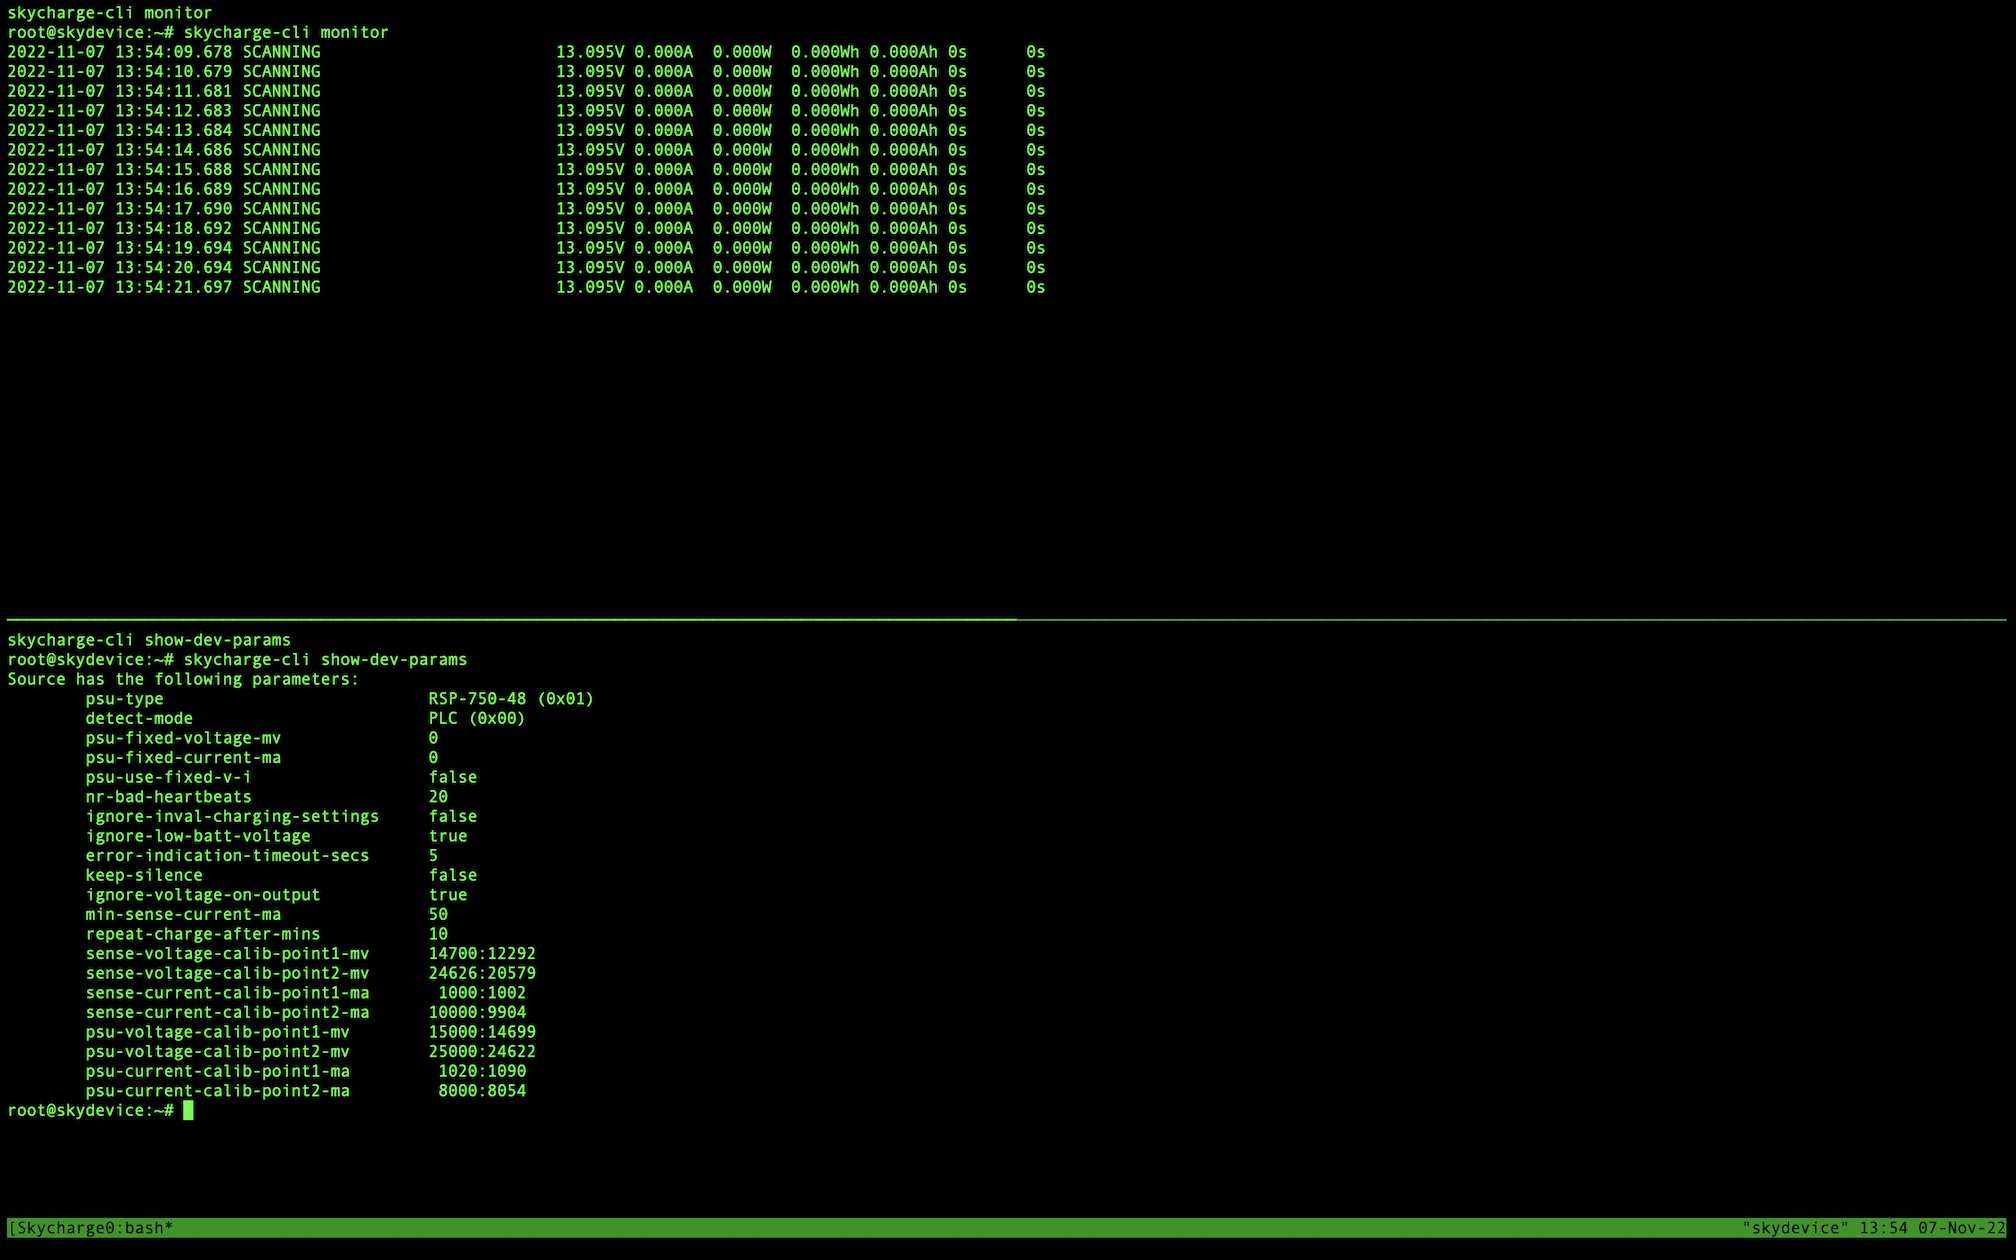 skycharge-cli monitor
root@skydevice:~# skycharge-cli monitor
2022-11-07 13:54:09.678 SCANNING                        13.095V 0.000A  0.000W  0.000Wh 0.000Ah 0s      0s
2022-11-07 13:54:10.679 SCANNING                        13.095V 0.000A  0.000W  0.000Wh 0.000Ah 0s      0s
2022-11-07 13:54:11.681 SCANNING                        13.095V 0.000A  0.000W  0.000Wh 0.000Ah 0s      0s
2022-11-07 13:54:12.683 SCANNING                        13.095V 0.000A  0.000W  0.000Wh 0.000Ah 0s      0s
2022-11-07 13:54:13.684 SCANNING                        13.095V 0.000A  0.000W  0.000Wh 0.000Ah 0s      0s
2022-11-07 13:54:14.686 SCANNING                        13.095V 0.000A  0.000W  0.000Wh 0.000Ah 0s      0s
2022-11-07 13:54:15.688 SCANNING                        13.095V 0.000A  0.000W  0.000Wh 0.000Ah 0s      0s
2022-11-07 13:54:16.689 SCANNING                        13.095V 0.000A  0.000W  0.000Wh 0.000Ah 0s      0s
2022-11-07 13:54:17.690 SCANNING                        13.095V 0.000A  0.000W  0.000Wh 0.000Ah 0s      0s
2022-11-07 13:54:18.692 SCANNING                        13.095V 0.000A  0.000W  0.000Wh 0.000Ah 0s      0s
2022-11-07 13:54:19.694 SCANNING                        13.095V 0.000A  0.000W  0.000Wh 0.000Ah 0s      0s
2022-11-07 13:54:20.694 SCANNING                        13.095V 0.000A  0.000W  0.000Wh 0.000Ah 0s      0s
2022-11-07 13:54:21.697 SCANNING                        13.095V 0.000A  0.000W  0.000Wh 0.000Ah 0s      0s
skycharge-cli show-dev-params
root@skydevice:~# skycharge-cli show-dev-params
Source has the following parameters:
        psu-type                           RSP-750-48 (0x01)
        detect-mode                        PLC (0x00)
        psu-fixed-voltage-mv               0
        psu-fixed-current-ma               0
        psu-use-fixed-v-i                  false
        nr-bad-heartbeats                  20
        ignore-inval-charging-settings     false
        ignore-low-batt-voltage            true
        error-indication-timeout-secs      5
        keep-silence                       false
        ignore-voltage-on-output           true
        min-sense-current-ma               50
        repeat-charge-after-mins           10
        sense-voltage-calib-point1-mv      14700:12292
        sense-voltage-calib-point2-mv      24626:20579
        sense-current-calib-point1-ma       1000:1002
        sense-current-calib-point2-ma      10000:9904
        psu-voltage-calib-point1-mv        15000:14699
        psu-voltage-calib-point2-mv        25000:24622
        psu-current-calib-point1-ma         1020:1090
        psu-current-calib-point2-ma         8000:8054
root@skydevice:~#
[Skycharge0:bash* "skydevice" 13:54 07-Nov-22